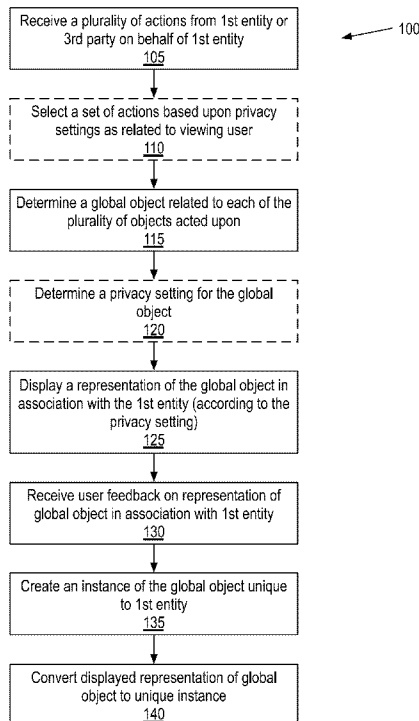 Receive a plurality of actions from 1st entity or
3rd party on behalf of 1st entity
105
100
Select a set of actions based upon privacy
settings as related to viewing user
110
Determine a global object related to each of the
plurality of objects acted upon
115
Determine a privacy setting for the global
object
120
Display a representation of the global object in
association with the 1st entity (according to the
privacy setting)
125
Receive user feedback on representation of
global object in association with 1st entity
130
Create an instance of the global object unique
to 1st entity
135
Convert displayed representation of global
object to unique instance
140